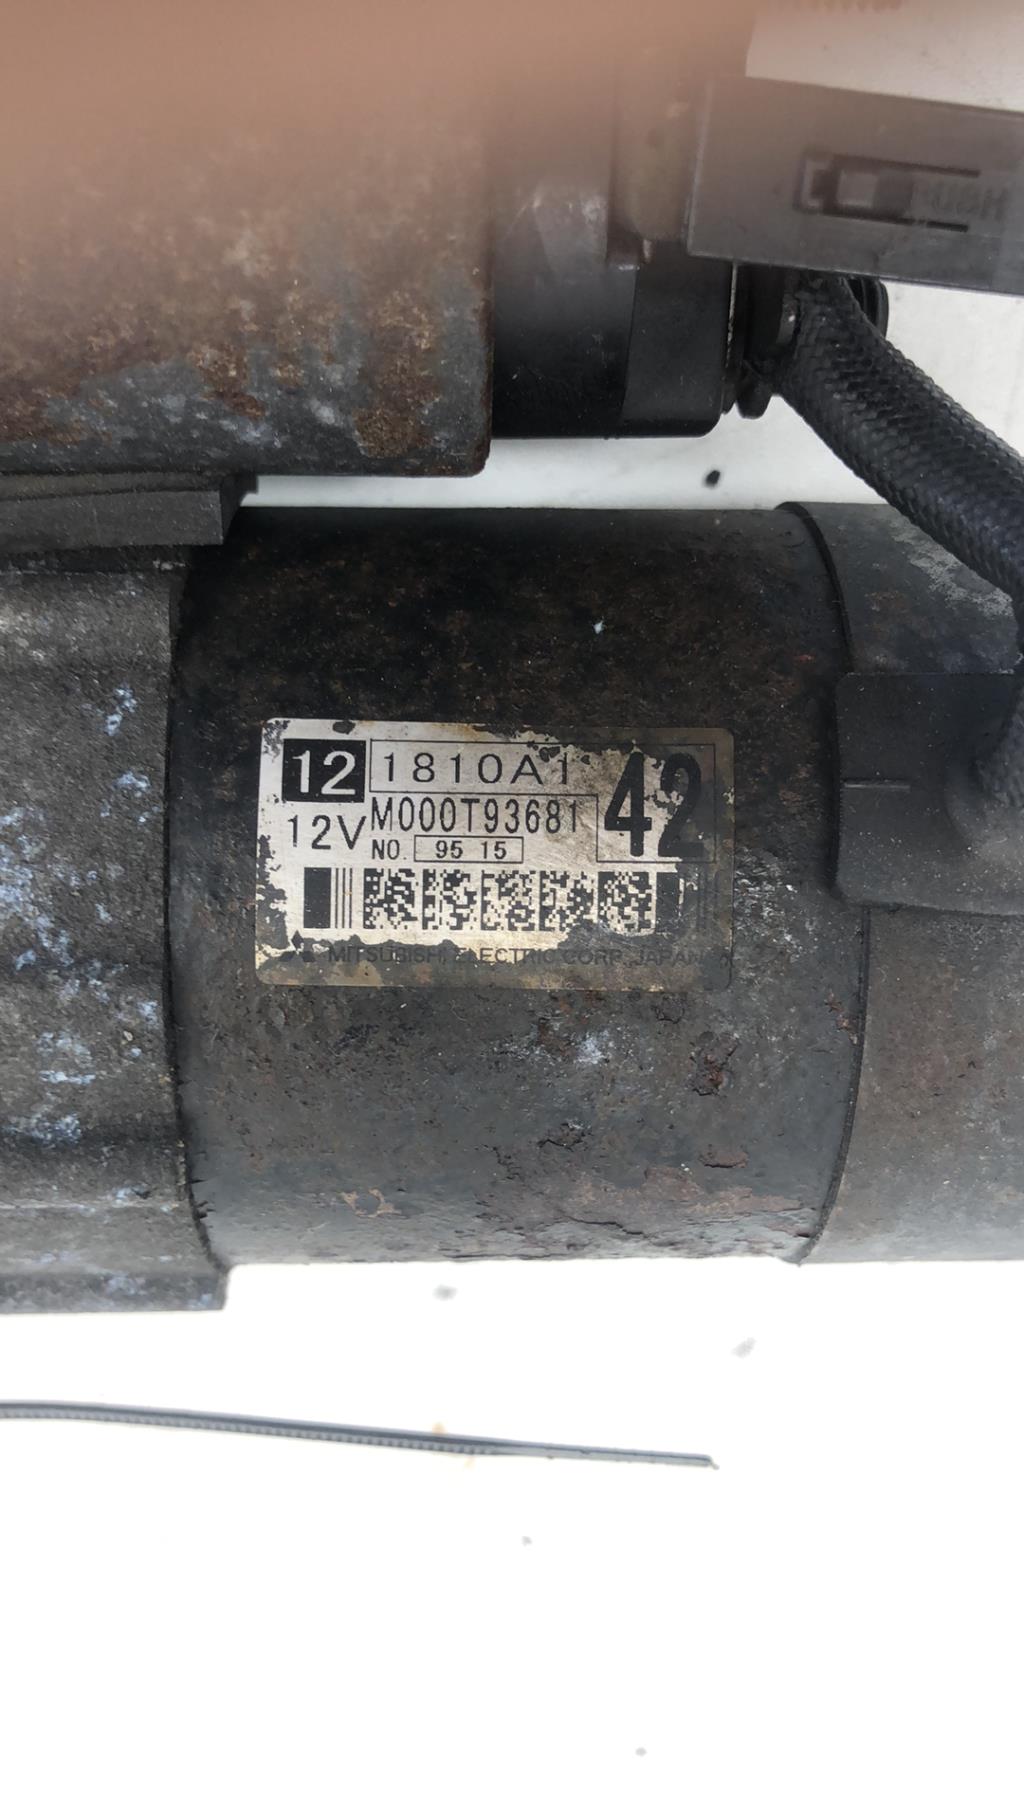 12 1810A1 42
12V M000T93681
NO. 95 15
MITSUBISHI ELECTRIC CORP. JAPAN